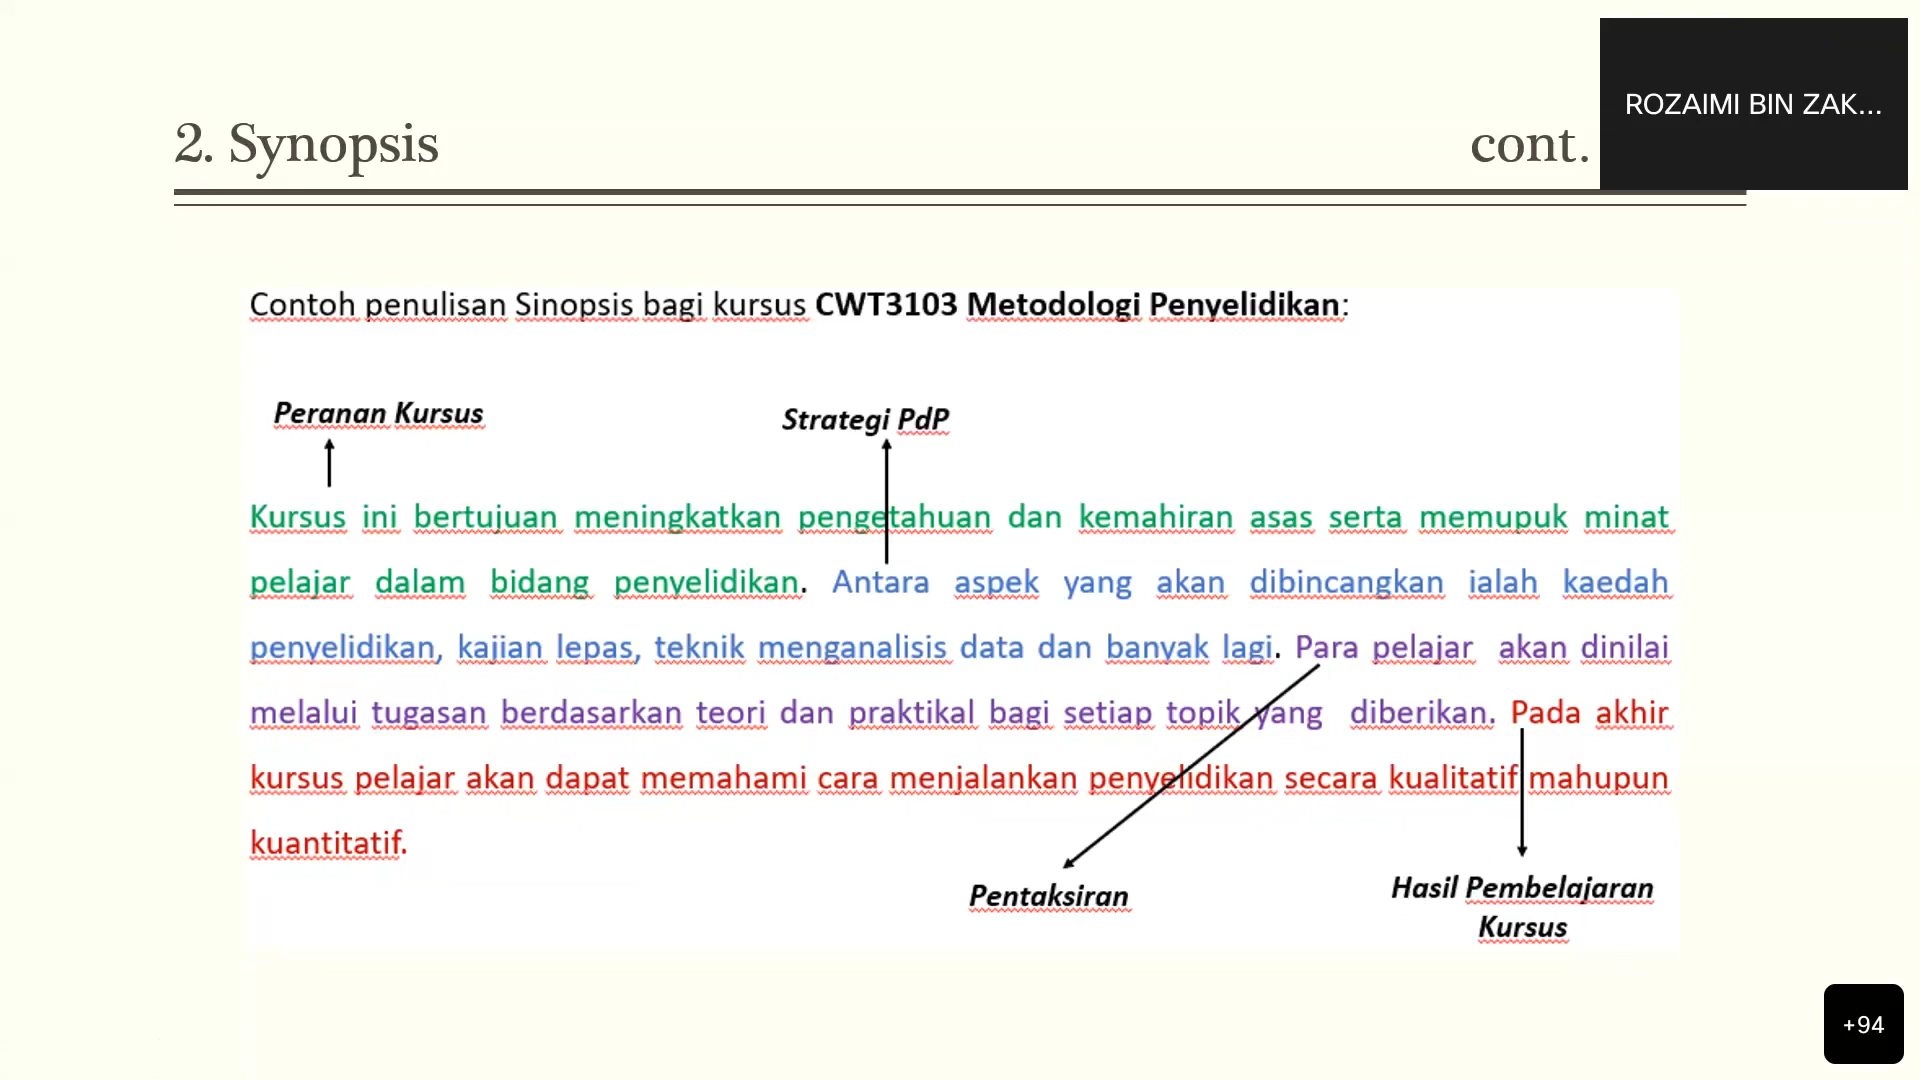 ROZAIMI BIN ZAK...
2. Synopsis cont.
Contoh penulisan Sinopsis bagi kursus CWT3103 Metodologi Penyelidikan:
Peranan Kursus
Strategi PdP
Kursus ini bertujuan meningkatkan pengetahuan dan kemahiran asas serta memupuk minat
pelajar dalam bidang penyelidikan. Antara aspek yang akan dibincangkan ialah kaedah
penyelidikan, kajian lepas, teknik menganalisis data dan banyak lagi. Para pelajar akan dinilai
melalui tugasan berdasarkan teori dan praktikal bagi setiap topik yang diberikan. Pada akhir
kursus pelajar akan dapat memahami cara menjalankan penyelidikan secara kualitatif mahupun
kuantitatif.
Pentaksiran
Hasil Pembelajaran
Kursus
+94